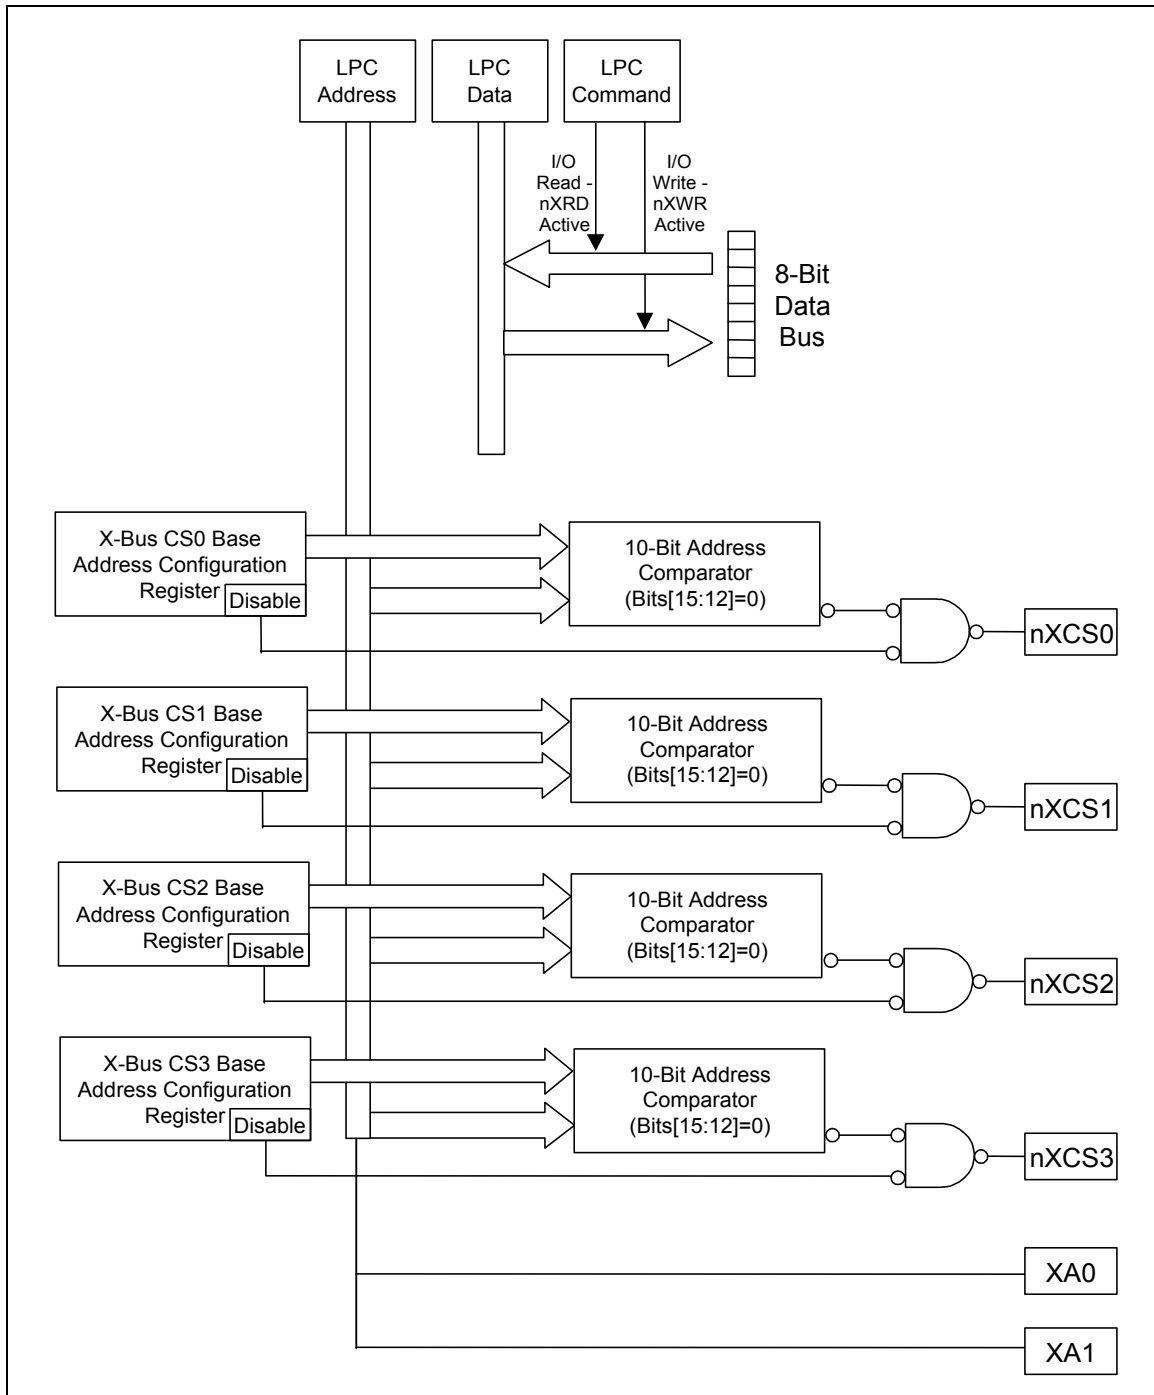 LPC
Address
LPC
Data
LPC
Command
I/O
Read -
nXRD
Active
I/O
Write -
nXWR
Active
8-Bit
Data
Bus
X-Bus CS0 Base
Address Configuration
Register
Disable
10-Bit Address
Comparator
(Bits[15:12]=0)
nXCS0
X-Bus CS1 Base
Address Configuration
Register
Disable
10-Bit Address
Comparator
(Bits[15:12]=0)
nXCS1
X-Bus CS2 Base
Address Configuration
Register
Disable
10-Bit Address
Comparator
(Bits[15:12]=0)
nXCS2
X-Bus CS3 Base
Address Configuration
Register
Disable
10-Bit Address
Comparator
(Bits[15:12]=0)
nXCS3
XA0
XA1